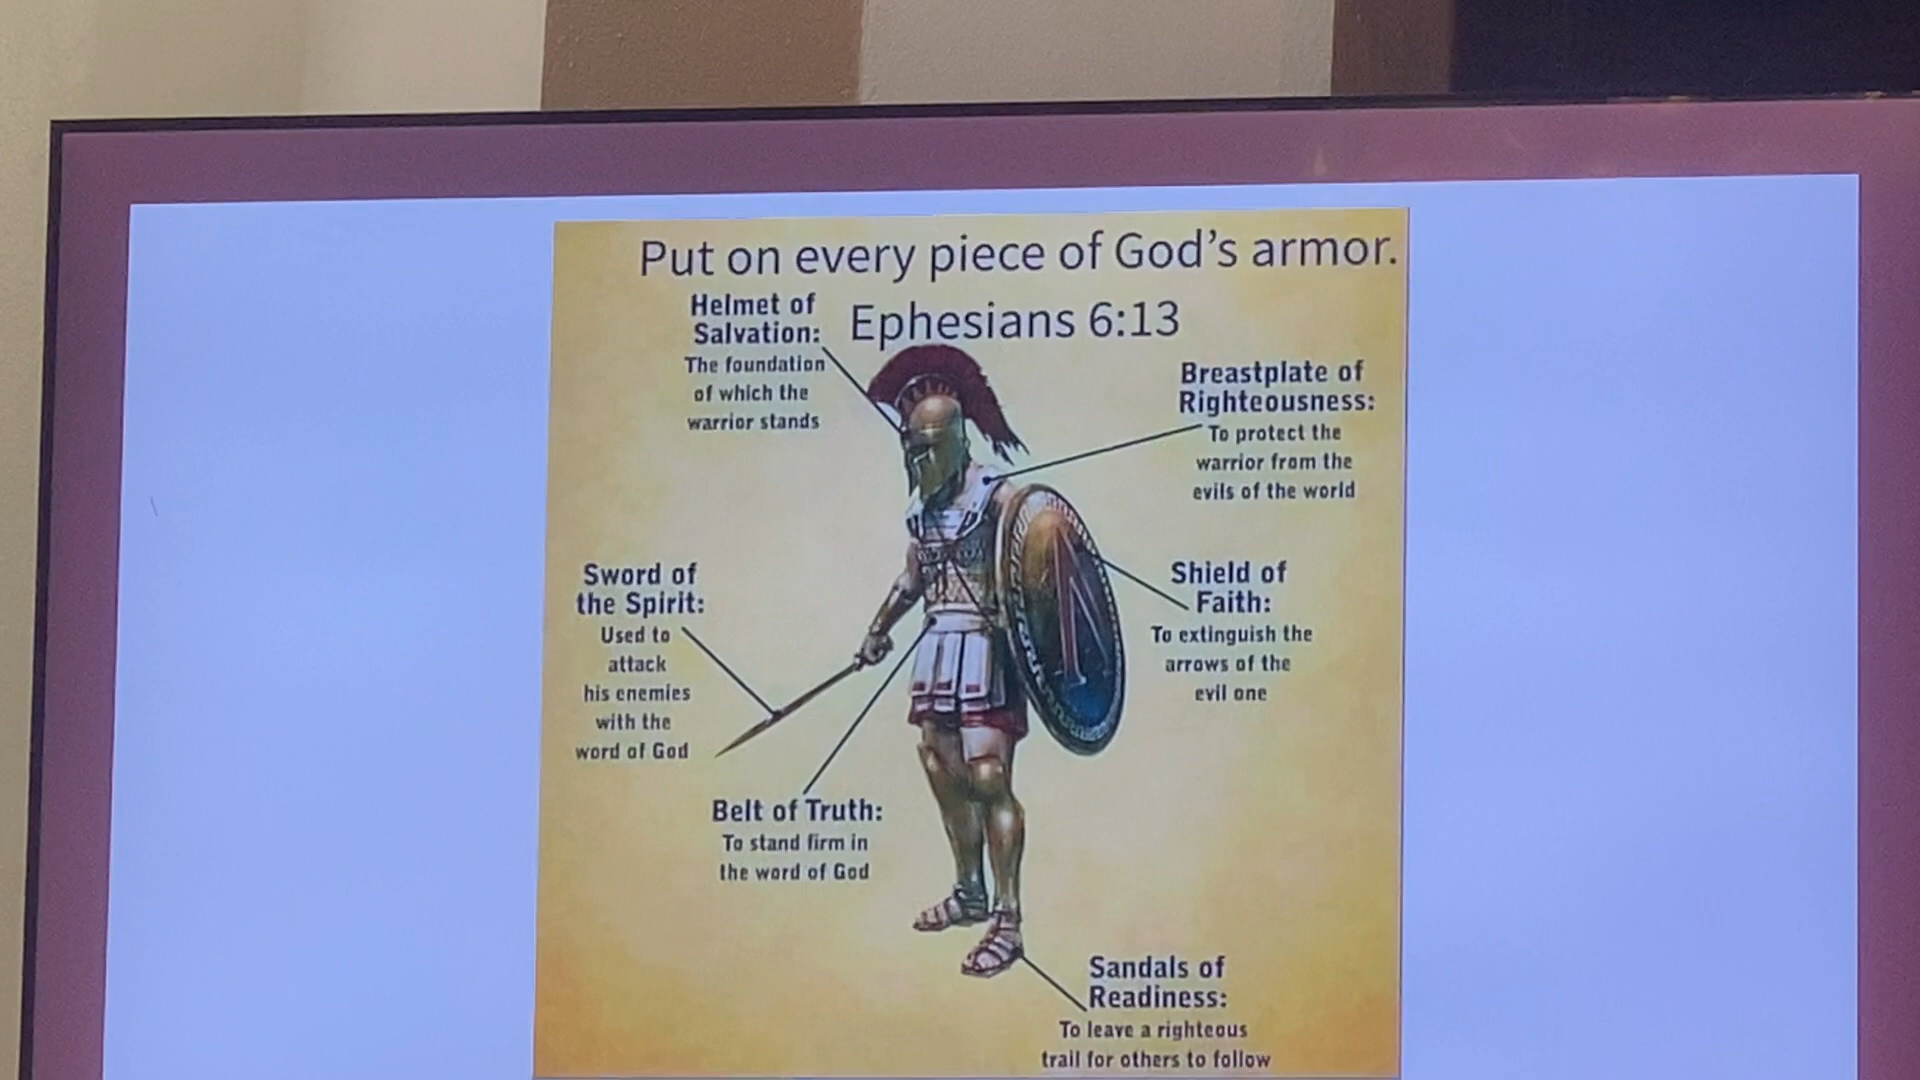 Put on every piece of God's armor.
Ephesians 6:13
Helmet of
Salvation:
The foundation
of which the
warrior stands
Breastplate of
Righteousness:
To protect the
warrior from the
evils of the world
Sword of
the Spirit:
Used to
attack
his enemies
with the
word of God
Shield of
Faith:
To extinguish the
arrows of the
evil one
Belt of Truth:
To stand firm in
the word of God
Sandals of
Readiness:
To leave a righteous
trail for others to follow